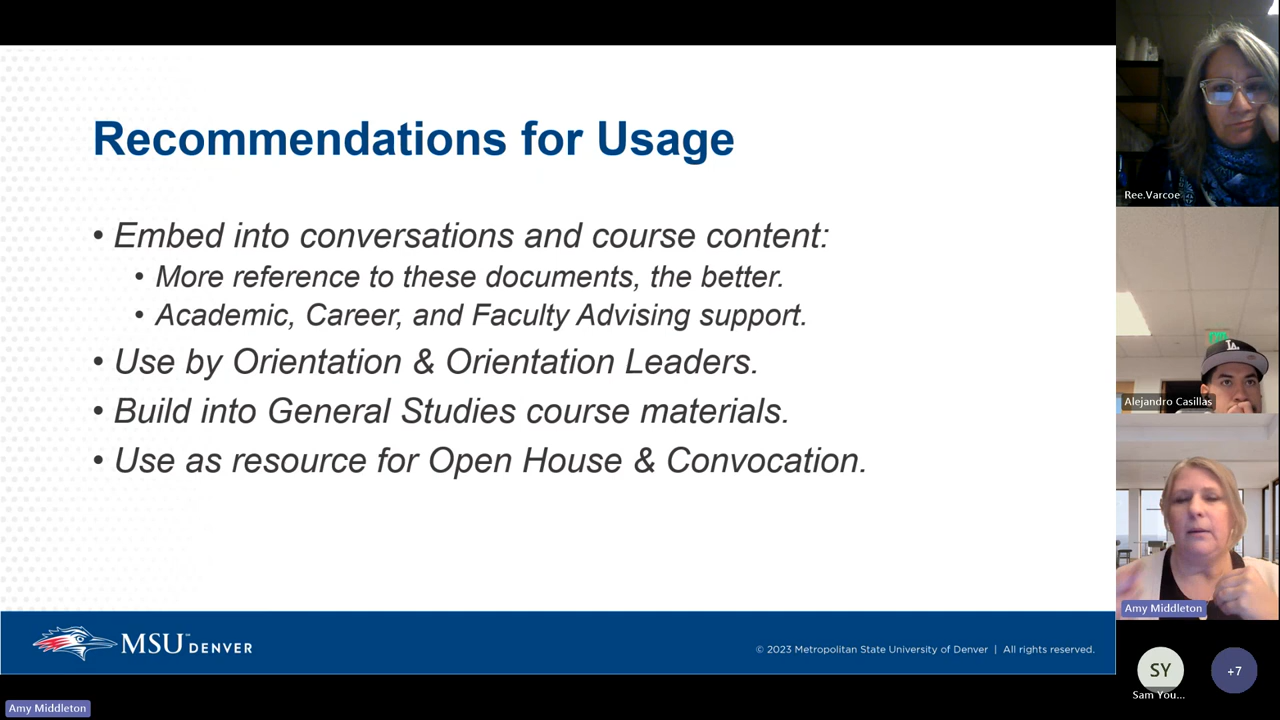 Recommendations for Usage
• Embed into conversations and course content:
• More reference to these documents, the better.
• Academic, Career, and Faculty Advising support.
• Use by Orientation & Orientation Leaders.
• Build into General Studies course materials.
• Use as resource for Open House & Convocation.
MSU DENVER
© 2023 Metropolitan State University of Denver | All rights reserved.
Amy Middleton
Ree.Varcoe
LA
Alejandro Casillas
Amy Middleton
SY
Sam You...
+7